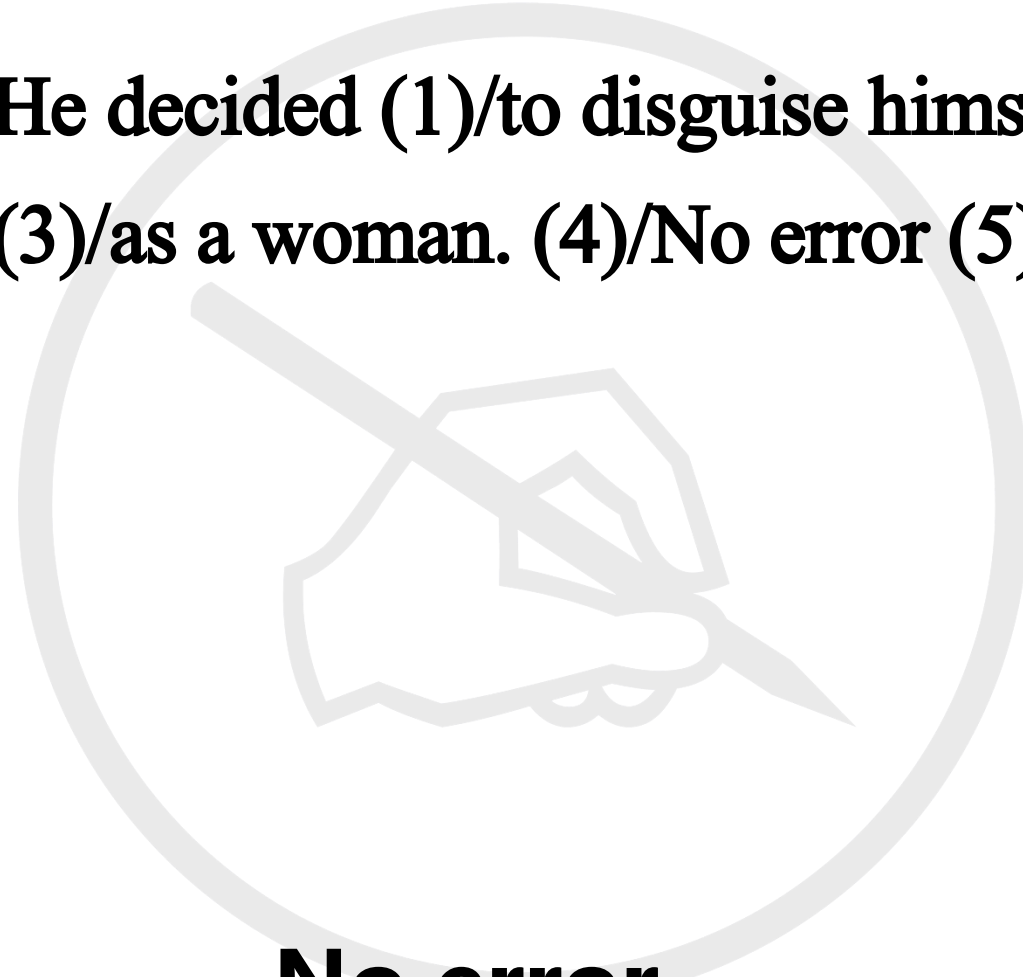 He decided (1)/to disguise hims
(3)/as a woman. (4)/No error (5)
No error